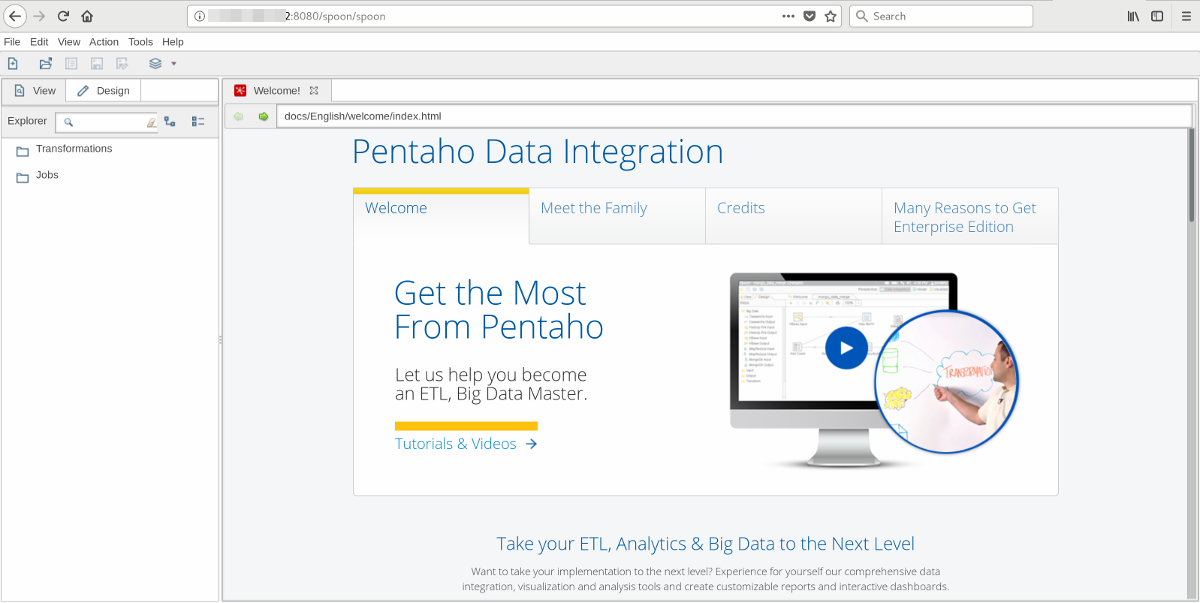 2:8080/spoon/spoon
Search
File Edit View Action Tools Help
View Design
Welcome!
Explorer
docs/English/welcome/index.html
Transformations
Jobs
Pentaho Data Integration
Welcome
Meet the Family
Credits
Many Reasons to Get
Enterprise Edition
Get the Most
From Pentaho
Let us help you become
an ETL, Big Data Master.
Tutorials & Videos
Take your ETL, Analytics & Big Data to the Next Level
Want to take your implementation to the next level? Experience for yourself our comprehensive data
integration, visualization and analysis tools and create customizable reports and interactive dashboards.